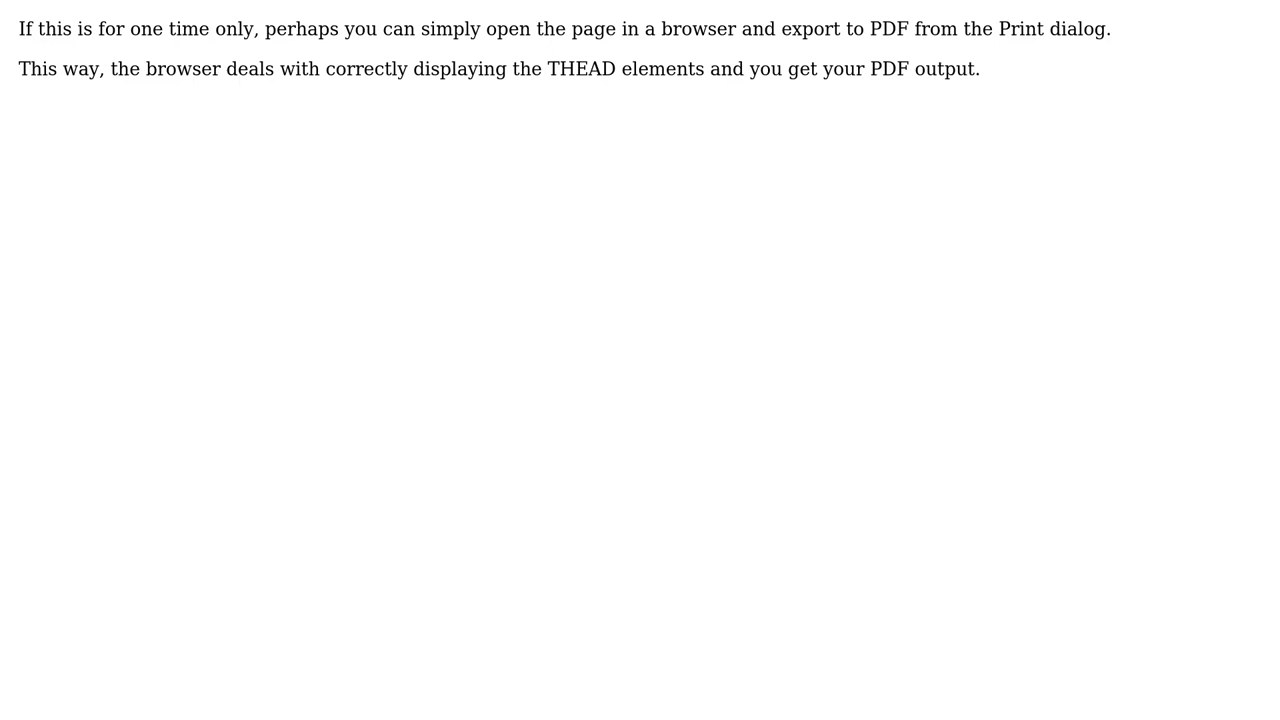 If this is for one time only, perhaps you can simply open the page in a browser and export to PDF from the Print dialog.
This way, the browser deals with correctly displaying the THEAD elements and you get your PDF output.